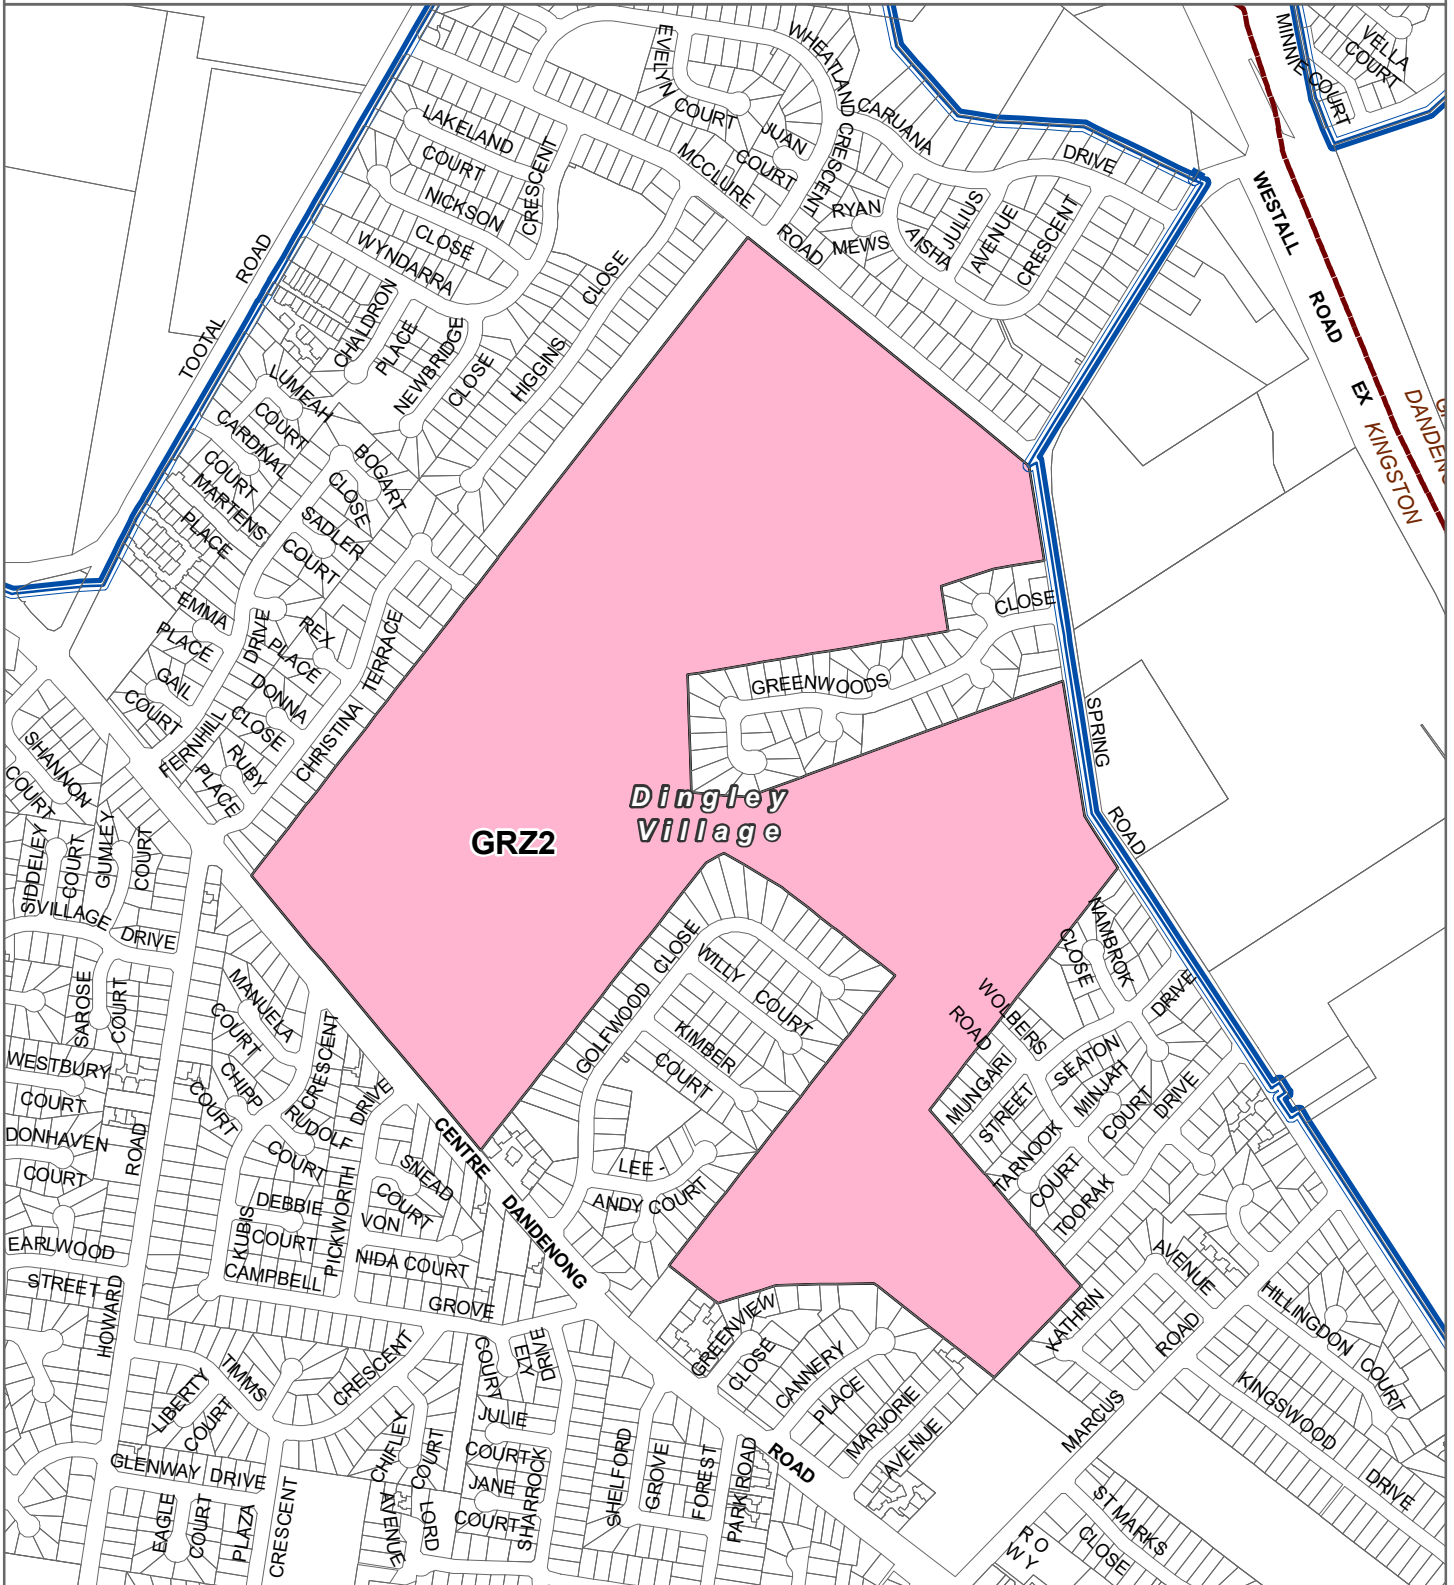 EVELYN
COURT
WHEATLAND CRESCENT
MINNIE COURT
VELLA
COURT
LAKELAND
COURT
CRESCENT
JUAN
COURT
CARUANA
DRIVE
MCCLURE
ROAD
NICKSON
CLOSE
WYNDARRA
RYAN
MEWS
AISHA
JULIUS
AVENUE
CRESCENT
WESTALL
ROAD
EX
TOOTAL
ROAD
CHALDRON
PLACE
NEWBRIDGE
CLOSE
HIGGINS
CLOSE
DANDEN
KINGSTON
LUMEAH
COURT
CARDINAL
COURT
MARTENS
PLACE
BOGART
CLOSE
SADLER
COURT
EMMA
PLACE
GAIL
COURT
FERNHILL
DRIVE
REX
PLACE
DONNA
CLOSE
RUBY
PLACE
CHRISTINA TERRACE
GREENWOODS
CLOSE
SPRING
ROAD
SHANNON
COURT
SIDDELEY
COURT
GUMLEY
COURT
VILLAGE
DRIVE
Dingley
Village
GRZ2
SAROSE
COURT
WESTBURY
COURT
DONHAVEN
COURT
ROAD
EARLWOOD
STREET
HOWARD
MANUELA
COURT
CHIPP
COURT
CRESCENT
RUDOLF
COURT
DRIVE
PICKWORTH
DEBBIE
COURT
KUBIS
CAMPBELL
GROVE
SNEAD
COURT
VON
NIDA COURT
CENTRE
DANDENONG
ROAD
GOLFWOOD CLOSE
WILLY
COURT
KIMBER
COURT
LEE-
ANDY COURT
NAMBROK
CLOSE
WOLBERS
ROAD
MUNGARI
STREET
SEATON
DRIVE
MINJAH
COURT
TARNOOK
COURT
TOORAK
DRIVE
KATHRIN
AVENUE
ROAD
MARCUS
HILLINGDON
COURT
KINGSWOOD
DRIVE
ST MARKS
CLOSE
RO
WY
GREENVIEW
CLOSE
CANNERY
PLACE
MARJORIE
AVENUE
TIMMS
CRESCENT
LIBERTY
COURT
GLENWAY DRIVE
EAGLE
COURT
PLAZA
CRESCENT
CHIFLEY
AVENUE
COURT
LORD
COURT
ELY
DRIVE
JULIE
COURT
JANE
COURT
SHARROCK
SHELFORD
GROVE
FOREST
PARK ROAD